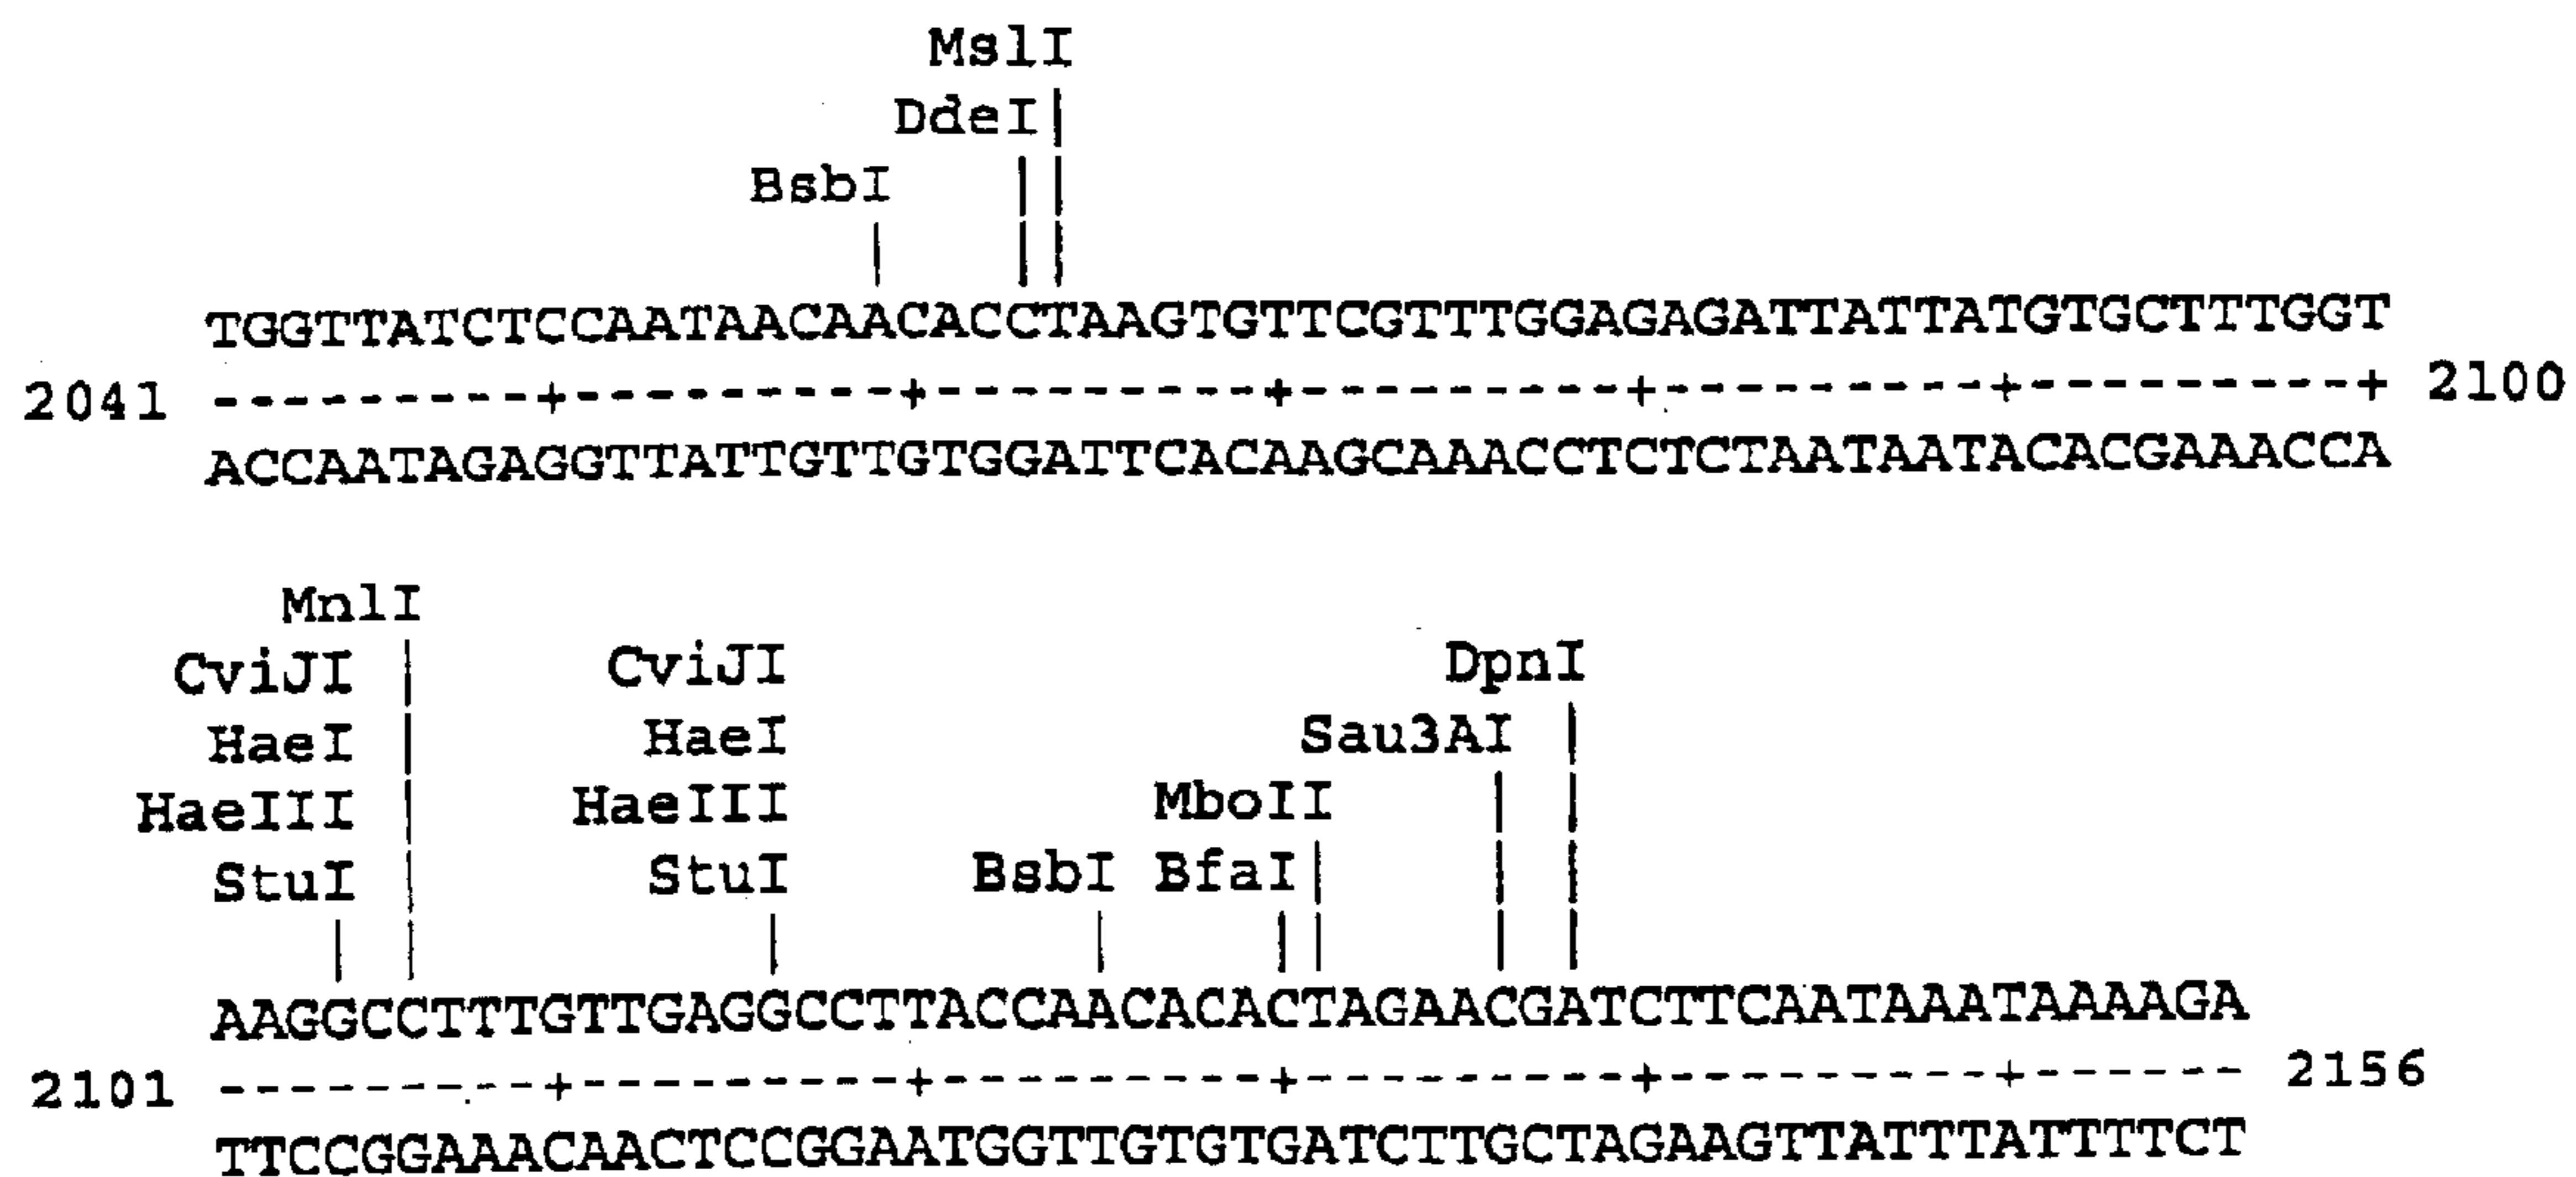 MslI
DdeI
BsbI
TGGTTATCTCCAATAACAACACCTAAGTGTTCGTTTGGAGAGATTATTATGTGCTTTGGT
2041 ---------+---------+---------+---------+---------+---------+ 2100
ACCAATAGAGGTTATTGTTGTGGATTCACAAGCAAACCTCTCTAATAATACACGAAACCA
MnlI
CviJI CviJI DpnI
HaeI HaeI Sau3AI
HaeIII HaeIII MboII
StuI StuI BsbI BfaI
AAGGCCTTTGTTGAGGCCTTACCAACACACTAGAACGATCTTCAATAAATAAAAGA
2101 ---------+---------+---------+---------+---------+------ 2156
TTCCGGAAACAACTCCGGAATGGTTGTGTGATCTTGCTAGAAGTTATTTATTTTCT